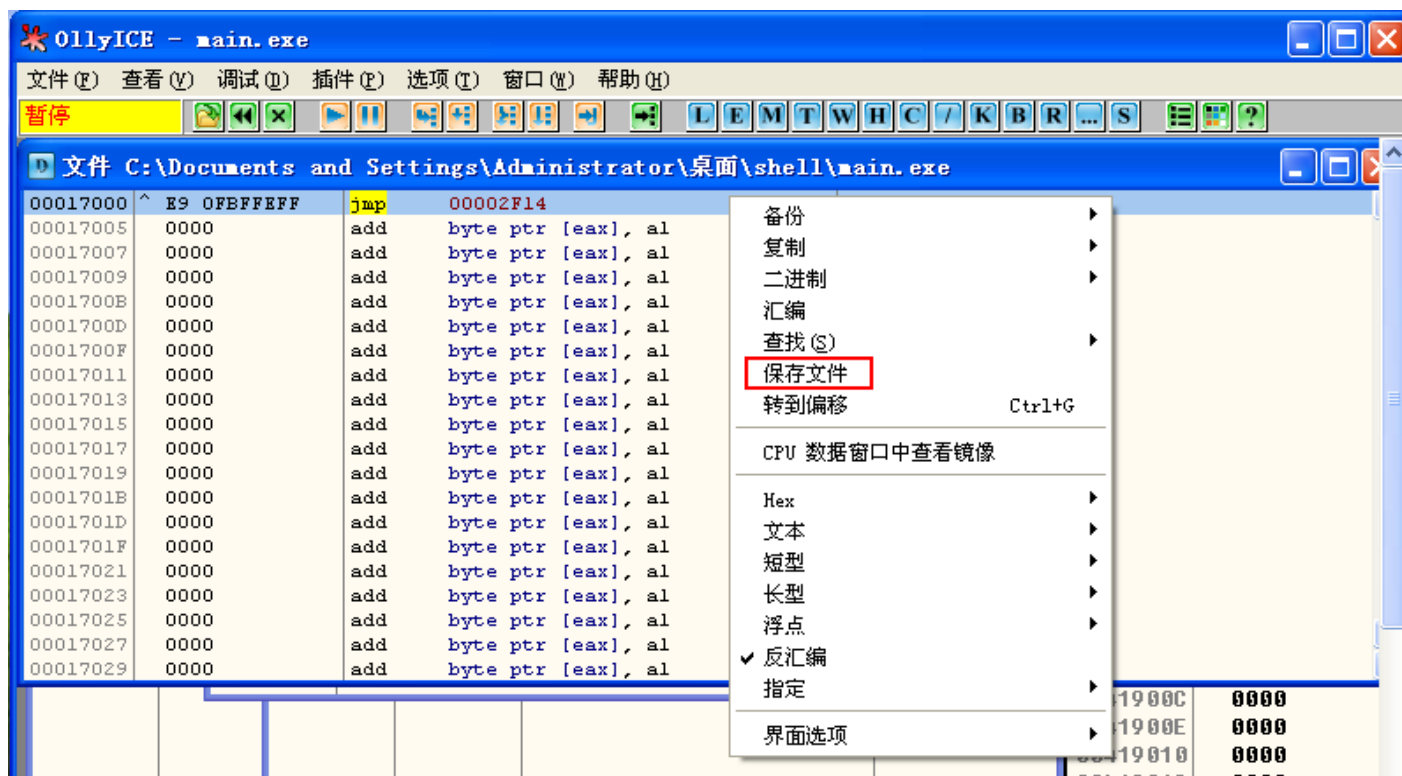 OllyICE - main.exe
文件(F) 查看(V) 调试(D) 插件(P) 选项(T) 窗口(W) 帮助(H)
暂停 L E M T W H C / K B R ... S ?
D 文件 C:\Documents and Settings\Administrator\桌面\shell\main.exe
00017000 ^ E9 0FBFFEFF jmp 00002F14
00017005 0000 add byte ptr [eax], al
00017007 0000 add byte ptr [eax], al
00017009 0000 add byte ptr [eax], al
0001700B 0000 add byte ptr [eax], al
0001700D 0000 add byte ptr [eax], al
0001700F 0000 add byte ptr [eax], al
00017011 0000 add byte ptr [eax], al
00017013 0000 add byte ptr [eax], al
00017015 0000 add byte ptr [eax], al
00017017 0000 add byte ptr [eax], al
00017019 0000 add byte ptr [eax], al
0001701B 0000 add byte ptr [eax], al
0001701D 0000 add byte ptr [eax], al
0001701F 0000 add byte ptr [eax], al
00017021 0000 add byte ptr [eax], al
00017023 0000 add byte ptr [eax], al
00017025 0000 add byte ptr [eax], al
00017027 0000 add byte ptr [eax], al
00017029 0000 add byte ptr [eax], al
备份
复制
二进制
汇编
查找(S)
保存文件
转到偏移 Ctrl+G
CPU 数据窗口中查看镜像
Hex
文本
短型
长型
浮点
反汇编
指定
界面选项
1900C 0000
1900E 0000
19010 0000